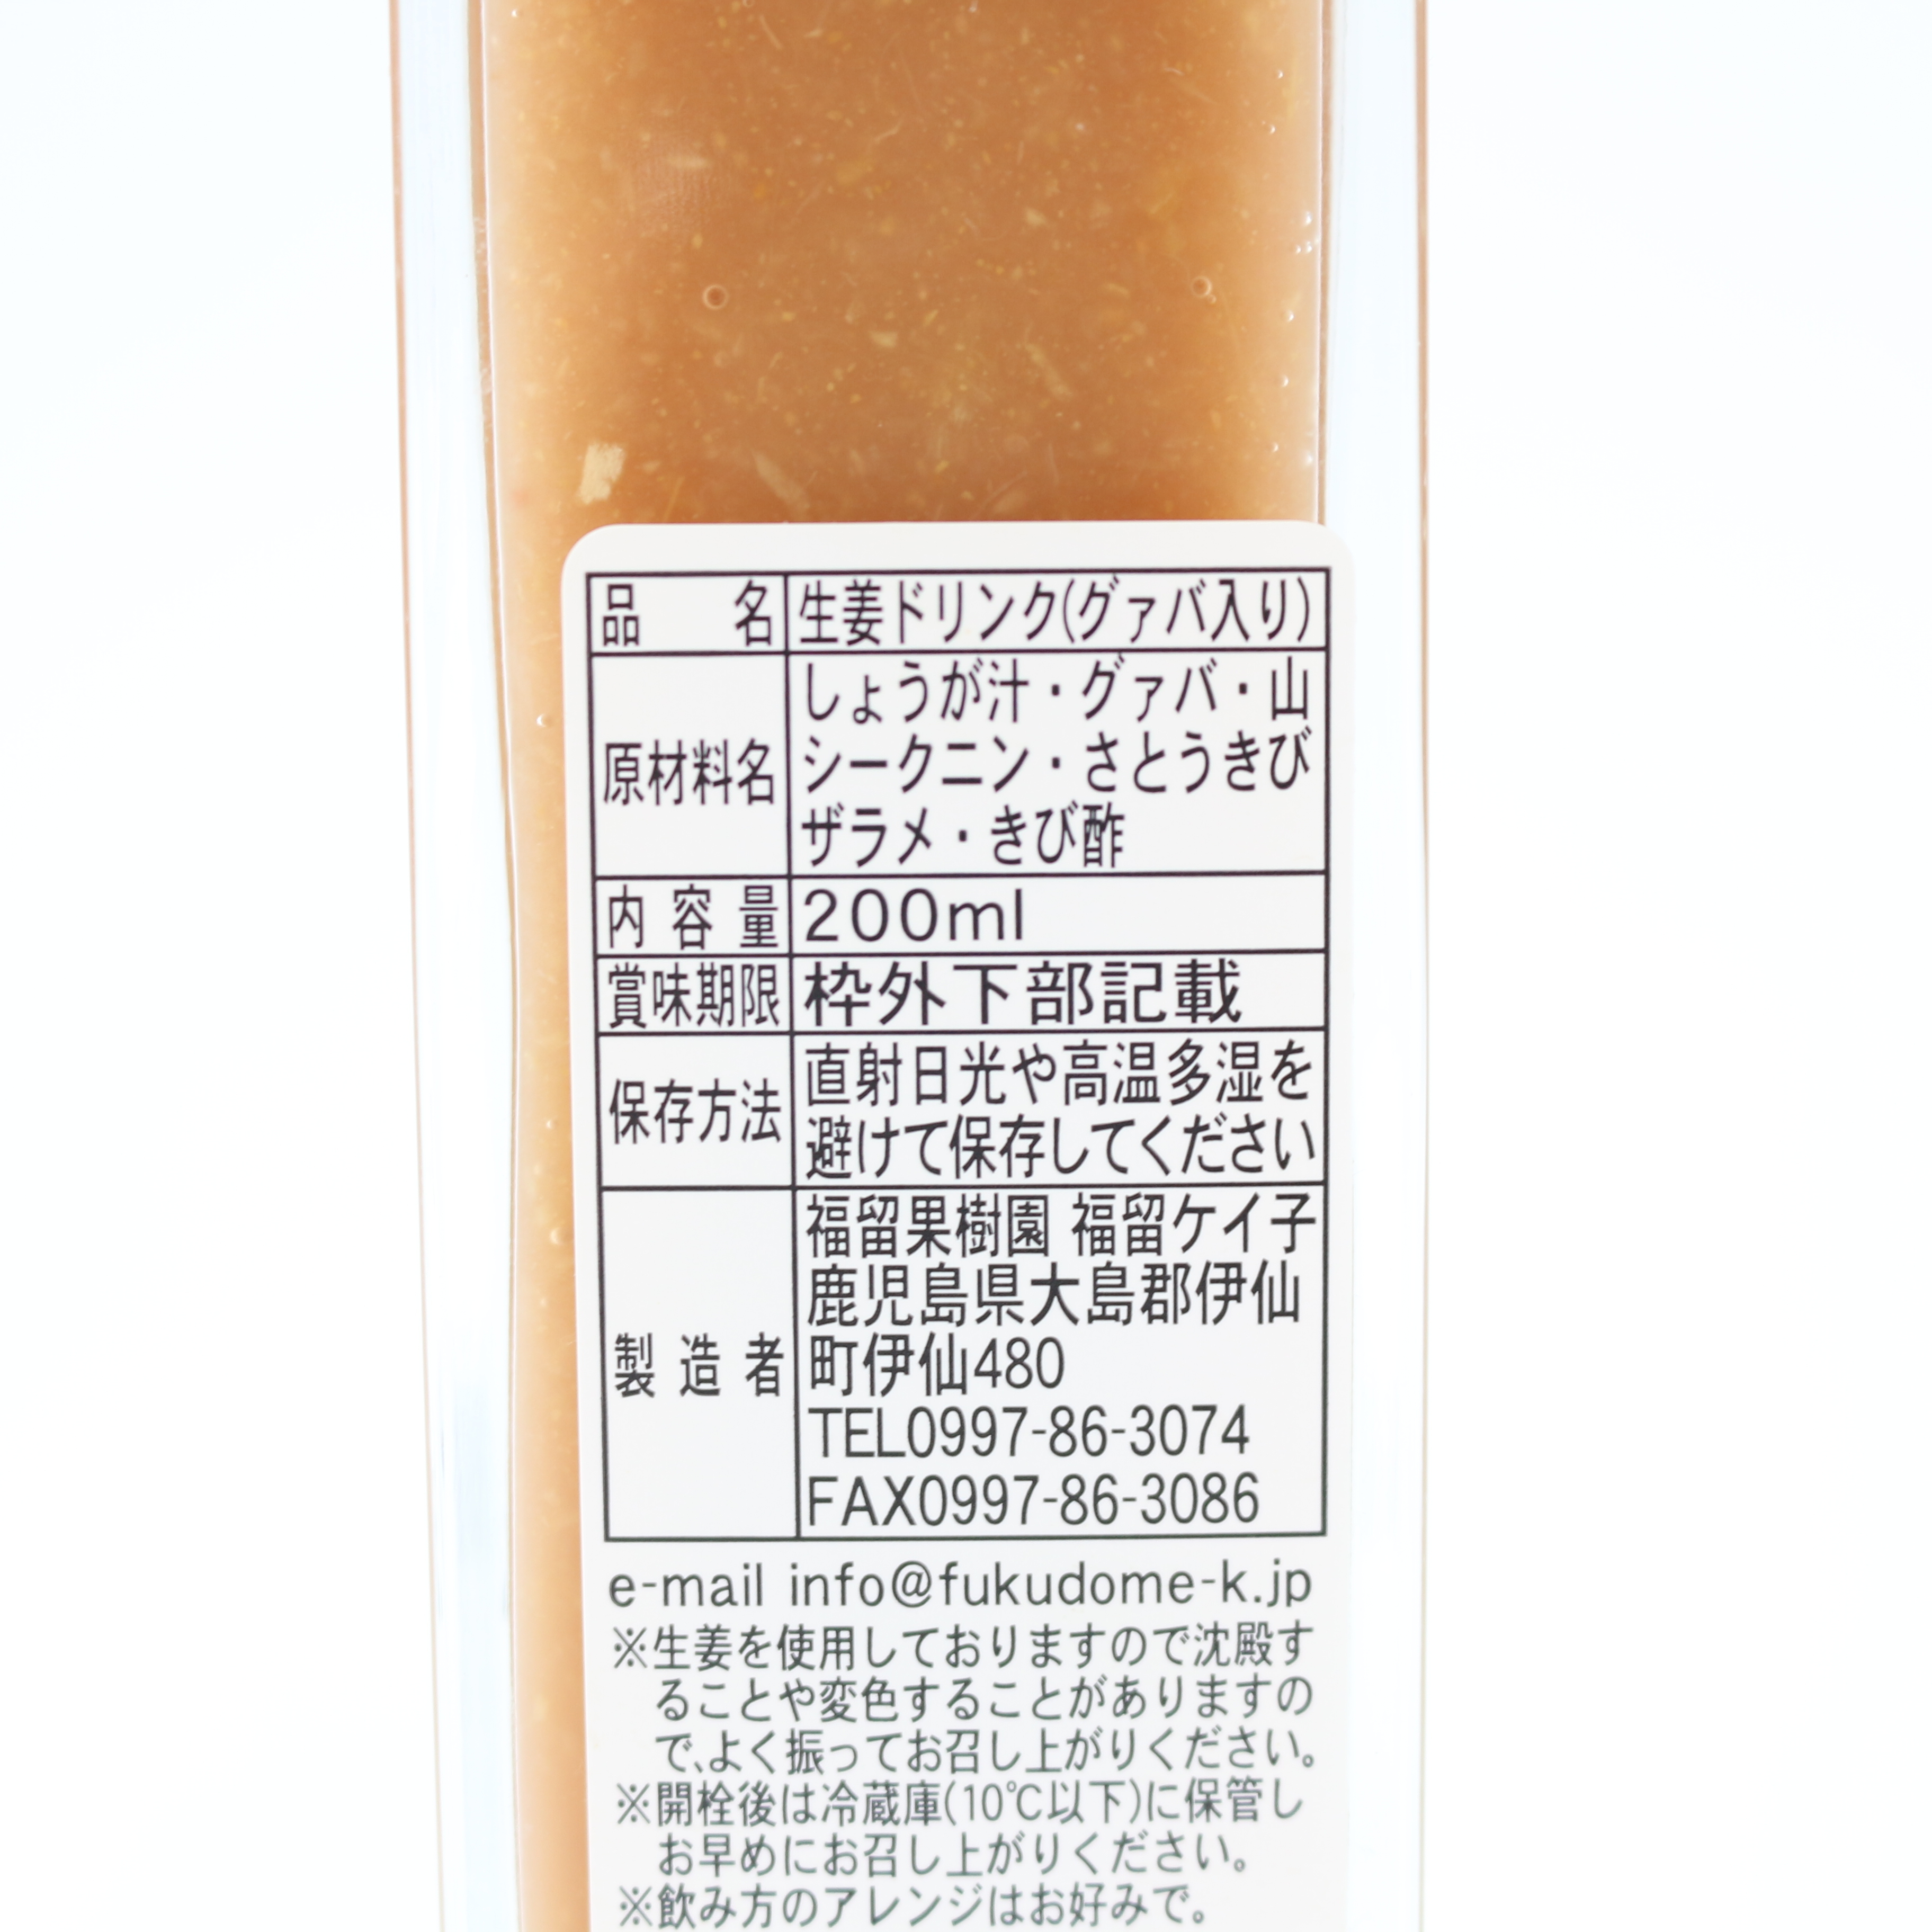 品名 生姜ドリンク(グァバ入り)
原材料名 しょうが汁・グァバ・山
シークニン・さとうきび
ザラメ・きび酢
内容量 200ml
賞味期限 枠外下部記載
保存方法 直射日光や高温多湿を
避けて保存してください
製造者 福留果樹園 福留ケイ子
鹿児島県大島郡伊仙
町伊仙480
TEL0997-86-3074
FAX0997-86-3086
e-mail info@fukudome-k.jp
※生姜を使用しておりますので沈殿す
ることや変色することがありますの
で、よく振ってお召し上がりください。
※開栓後は冷蔵庫(10℃以下)に保管し
お早めにお召し上がりください。
※飲み方のアレンジはお好みで。